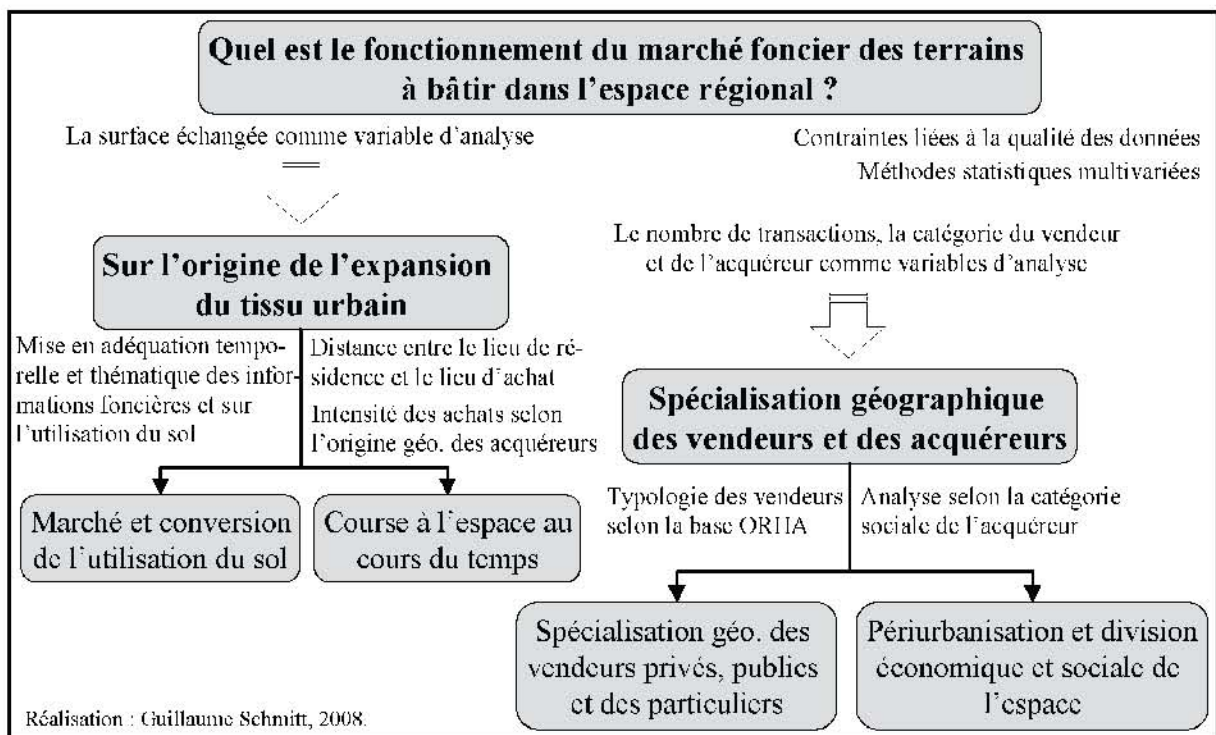 Quel est le fonctionnement du marché foncier des terrains
à bâtir dans l'espace régional ?
La surface échangée comme variable d'analyse
Contraintes liées à la qualité des données
Méthodes statistiques multivariées
Le nombre de transactions, la catégorie du vendeur
et de l'acquéreur comme variables d'analyse
Sur l'origine de l'expansion
du tissu urbain
Mise en adéquation tempo-
relle et thématique des infor-
mations foncières et sur
l'utilisation du sol
Distance entre le lieu de ré-
sidence et le lieu d'achat
Intensité des achats selon
l'origine géo. des acquéreurs
Marché et conversion
de l'utilisation du sol
Course à l'espace au
cours du temps
Spécialisation géographique
des vendeurs et des acquéreurs
Typologie des vendeurs
selon la base ORHA
Analyse selon la catégorie
sociale de l'acquéreur
Spécialisation géo. des
vendeurs privés, publics
et des particuliers
Périurbanisation et division
économique et sociale de
l'espace
Réalisation : Guillaume Schmitt, 2008.